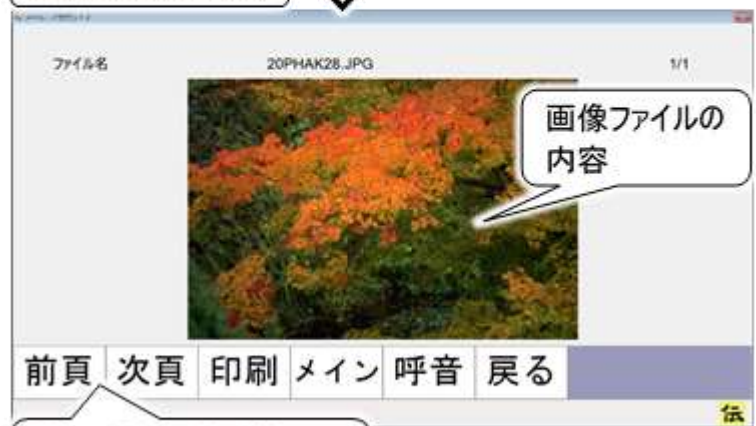 ファイル名 20PHAK28.JPG 1/1
画像ファイルの
内容
前頁 次頁 印刷 メイン 呼音 戻る
伝